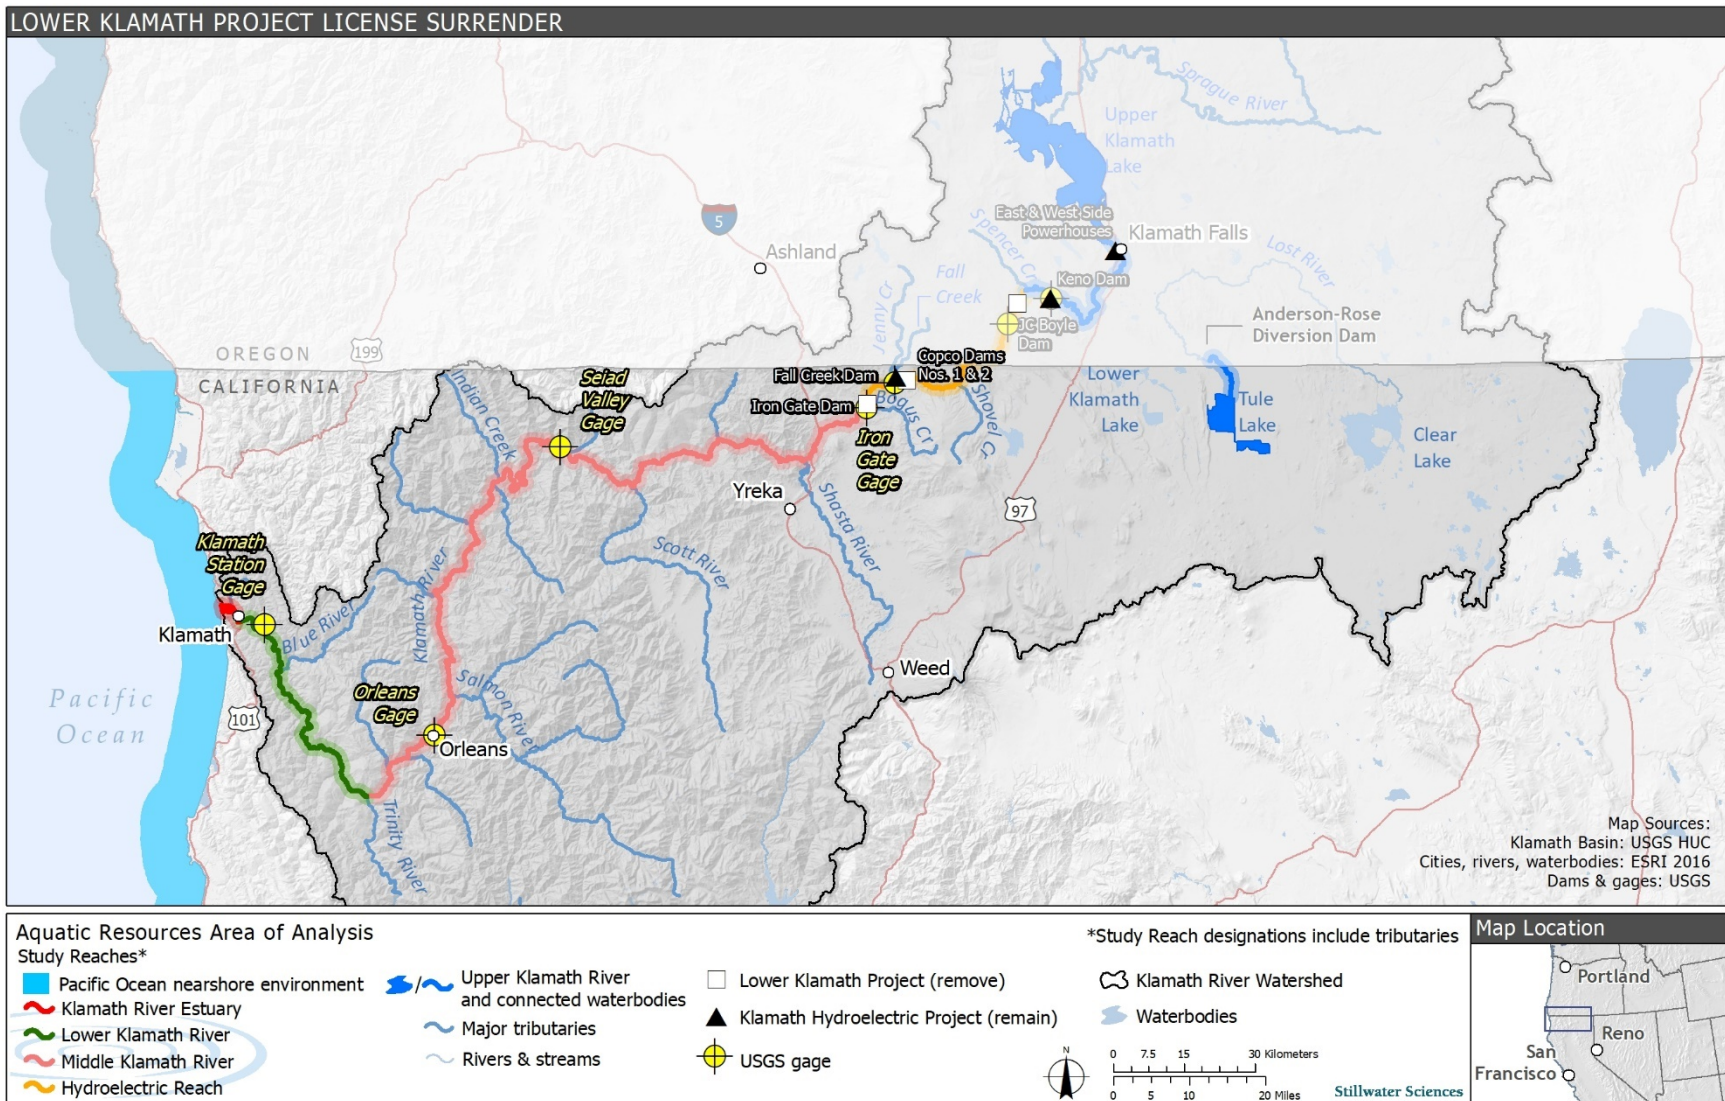 LOWER KLAMATH PROJECT LICENSE SURRENDER
Sprague River
Upper
Klamath
Lake
5
Ashland
East & West Side
Powerhouses
Klamath Falls
Spencer Cr
Keno Dam
Lost River
Fall
Creek
Jenny Cr
JC Boyle
Dam
Anderson-Rose
Diversion Dam
OREGON
199
CALIFORNIA
Copco Dams
Nos. 1 & 2
Fall Creek Dam
Iron Gate Dam
Bogus Cr
Shovel Cr
Iron
Gate
Gage
Lower
Klamath
Lake
Tule
Lake
Clear
Lake
Indian Creek
Seiad
Valley
Gage
Yreka
97
Shasta River
Scott River
Klamath
Station
Gage
Klamath River
Blue River
Klamath
Weed
Salmon River
Orleans
Gage
Orleans
Pacific
Ocean
101
Trinity River
Map Sources:
Klamath Basin: USGS HUC
Cities, rivers, waterbodies: ESRI 2016
Dams & gages: USGS
Aquatic Resources Area of Analysis
Study Reaches*
Pacific Ocean nearshore environment
Klamath River Estuary
Lower Klamath River
Middle Klamath River
Hydroelectric Reach
Upper Klamath River
and connected waterbodies
Major tributaries
Rivers & streams
Lower Klamath Project (remove)
Klamath Hydroelectric Project (remain)
USGS gage
*Study Reach designations include tributaries
Klamath River Watershed
Waterbodies
N
0 7.5 15 30 Kilometers
0 5 10 20 Miles
Stillwater Sciences
Map Location
Portland
Reno
San
Francisco